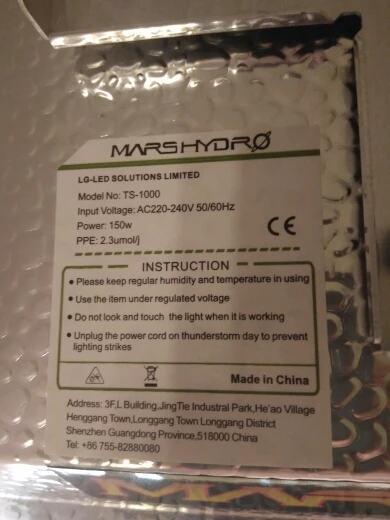 MARSHYDRO
LG-LED SOLUTIONS LIMITED
Model No: TS-1000
Input Voltage: AC220-240V 50/60Hz
Power: 150w
PPE: 2.3umol/j
CE
INSTRUCTION
• Please keep regular humidity and temperature in using
• Use the item under regulated voltage
• Do not look and touch the light when it is working
• Unplug the power cord on thunderstorm day to prevent
lighting strikes
Made in China
Address: 3F,L Building,JingTie Industral Park,He'ao Village
Henggang Town,Longgang Town Longgang District
Shenzhen Guangdong Province,518000 China
Tel: +86 755-82880080